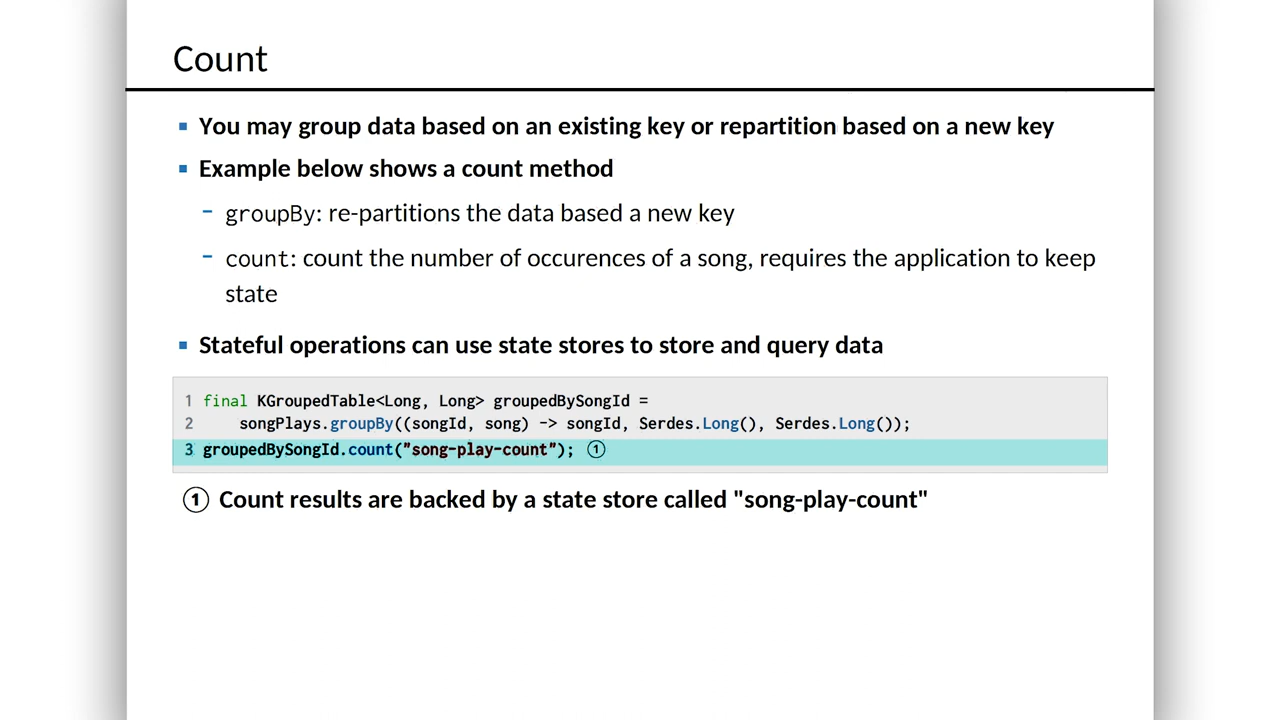 Count
▪ You may group data based on an existing key or repartition based on a new key
▪ Example below shows a count method
– groupBy: re-partitions the data based a new key
– count: count the number of occurences of a song, requires the application to keep
state
▪ Stateful operations can use state stores to store and query data
1 final KGroupedTable<Long, Long> groupedBySongId =
2     songPlays.groupBy((songId, song) -> songId, Serdes.Long(), Serdes.Long());
3 groupedBySongId.count("song-play-count"); ①
① Count results are backed by a state store called "song-play-count"